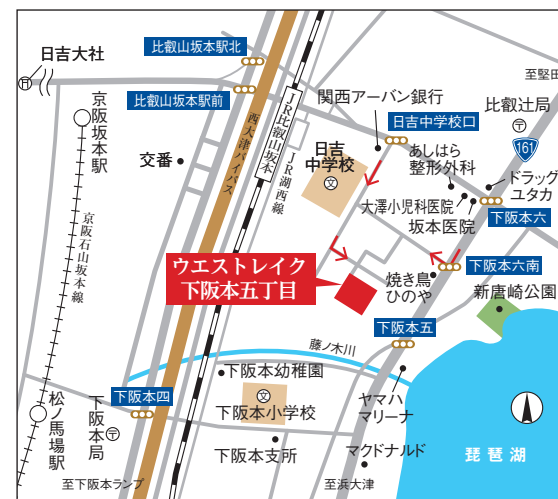 比叡山坂本駅北
日吉大社
比叡山坂本駅前
至堅田
比叡辻局
関西アーバン銀行
日吉中学校口
161
京阪坂本駅
交番
西大津バイパス
JR比叡山坂本
JR湖西線
日吉
中学校
文
あしはら
整形外科
ドラッグ
ユタカ
大澤小児科医院
坂本医院
下阪本六
京阪石山坂本線
ウエストレイク
下阪本五丁目
下阪本六南
焼き鳥
ひのや
新唐崎公園
下阪本五
藤ノ木川
下阪本幼稚園
ヤマハ
マリーナ
下阪本四
文
下阪本小学校
松ノ馬場駅
下阪本局
下阪本支所
マクドナルド
琵琶湖
至下阪本ランプ
至浜大津